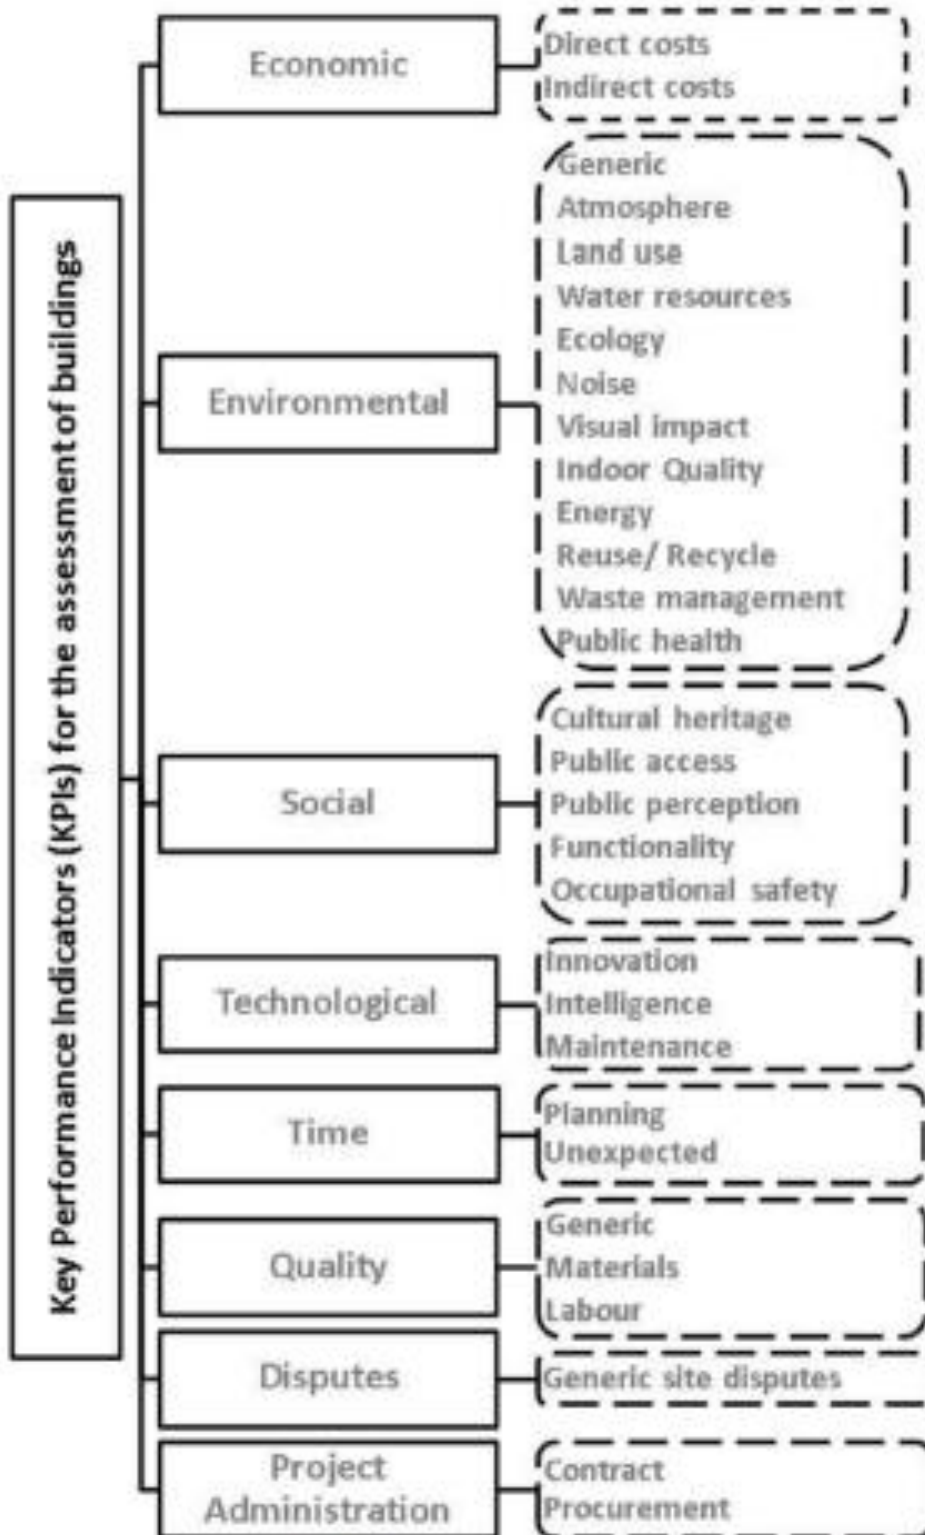 Key Performance Indicators (KPIs) for the assessment of buildings
Economic
Direct costs
Indirect costs
Environmental
Generic
Atmosphere
Land use
Water resources
Ecology
Noise
Visual impact
Indoor Quality
Energy
Reuse/ Recycle
Waste management
Public health
Social
Cultural heritage
Public access
Public perception
Functionality
Occupational safety
Technological
Innovation
Intelligence
Maintenance
Time
Planning
Unexpected
Quality
Generic
Materials
Labour
Disputes
Generic site disputes
Project
Administration
Contract
Procurement